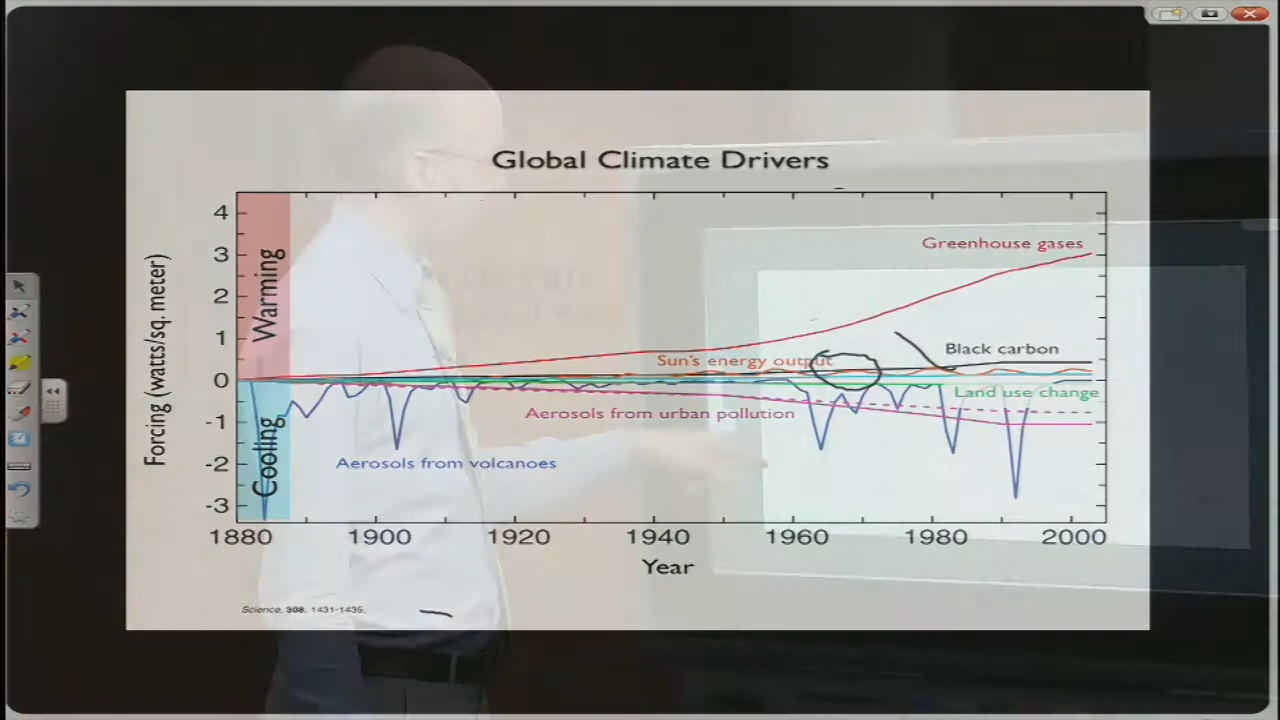 Global Climate Drivers
Forcing (watts/sq. meter)
4
3
2
1
0
-1
-2
-3
Warming
Cooling
Greenhouse gases
Black carbon
Sun's energy output
Land use change
Aerosols from urban pollution
Aerosols from volcanoes
1880 1900 1920 1940 1960 1980 2000
Year
Science, 308, 1431-1435.